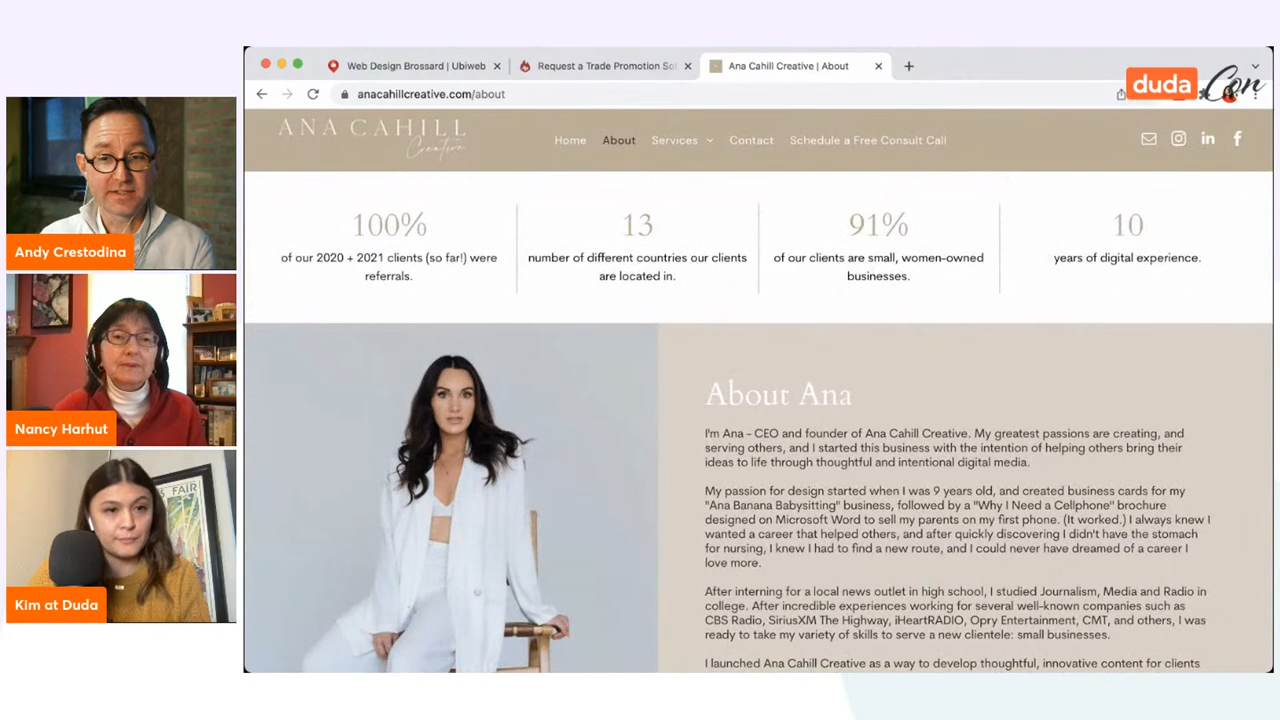 Web Design Brossard | Ubiweb
Request a Trade Promotion Sol
Ana Cahill Creative | About
anacahillcreative.com/about
duda Con
ANA CAHILL
Creative
Home
About
Services
Contact
Schedule a Free Consult Call
100%
of our 2020 + 2021 clients (so far!) were
referrals.
13
number of different countries our clients
are located in.
91%
of our clients are small, women-owned
businesses.
10
years of digital experience.
About Ana
I'm Ana - CEO and founder of Ana Cahill Creative. My greatest passions are creating, and
serving others, and I started this business with the intention of helping others bring their
ideas to life through thoughtful and intentional digital media.
My passion for design started when I was 9 years old, and created business cards for my
"Ana Banana Babysitting" business, followed by a "Why I Need a Cellphone" brochure
designed on Microsoft Word to sell my parents on my first phone. (It worked.) I always knew I
wanted a career that helped others, and after quickly discovering I didn't have the stomach
for nursing, I knew I had to find a new route, and I could never have dreamed of a career I
love more.
After interning for a local news outlet in high school, I studied Journalism, Media and Radio in
college. After incredible experiences working for several well-known companies such as
CBS Radio, SiriusXM The Highway, iHeartRADIO, Opry Entertainment, CMT, and others, I was
ready to take my variety of skills to serve a new clientele: small businesses.
I launched Ana Cahill Creative as a way to develop thoughtful, innovative content for clients
Andy Crestodina
Nancy Harhut
FAIR
Kim at Duda